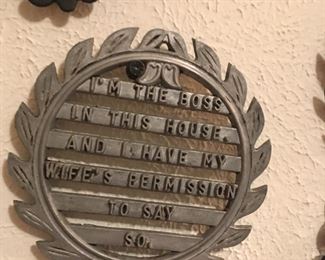 I'M THE BOSS
IN THIS HOUSE.
AND I HAVE MY
WIFE'S PERMISSION
TO SAY
SO.